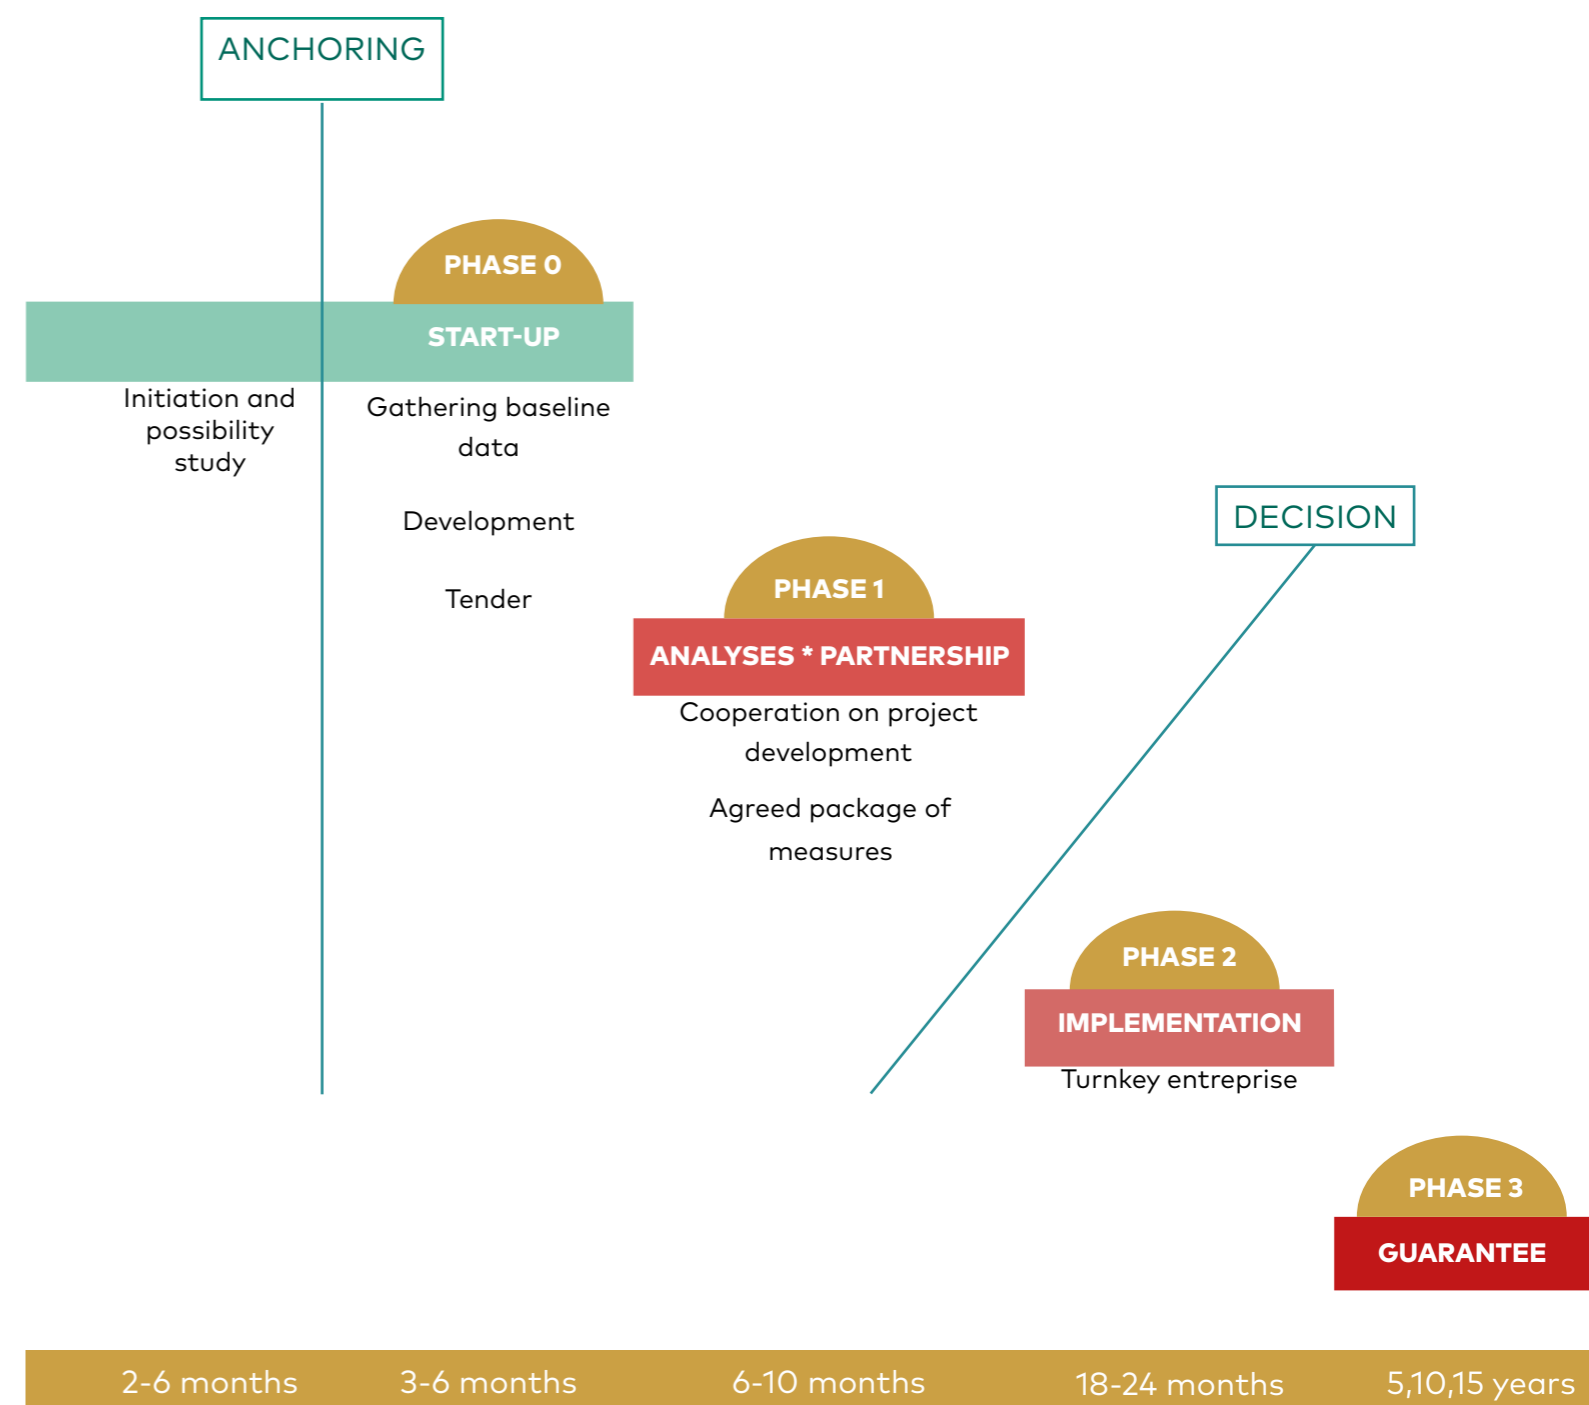 ANCHORING
PHASE 0
START-UP
Initiation and
possibility
study
Gathering baseline
data
Development
Tender
DECISION
PHASE 1
ANALYSES * PARTNERSHIP
Cooperation on project
development
Agreed package of
measures
PHASE 2
IMPLEMENTATION
Turnkey entreprise
PHASE 3
GUARANTEE
2-6 months
3-6 months
6-10 months
18-24 months
5,10,15 years